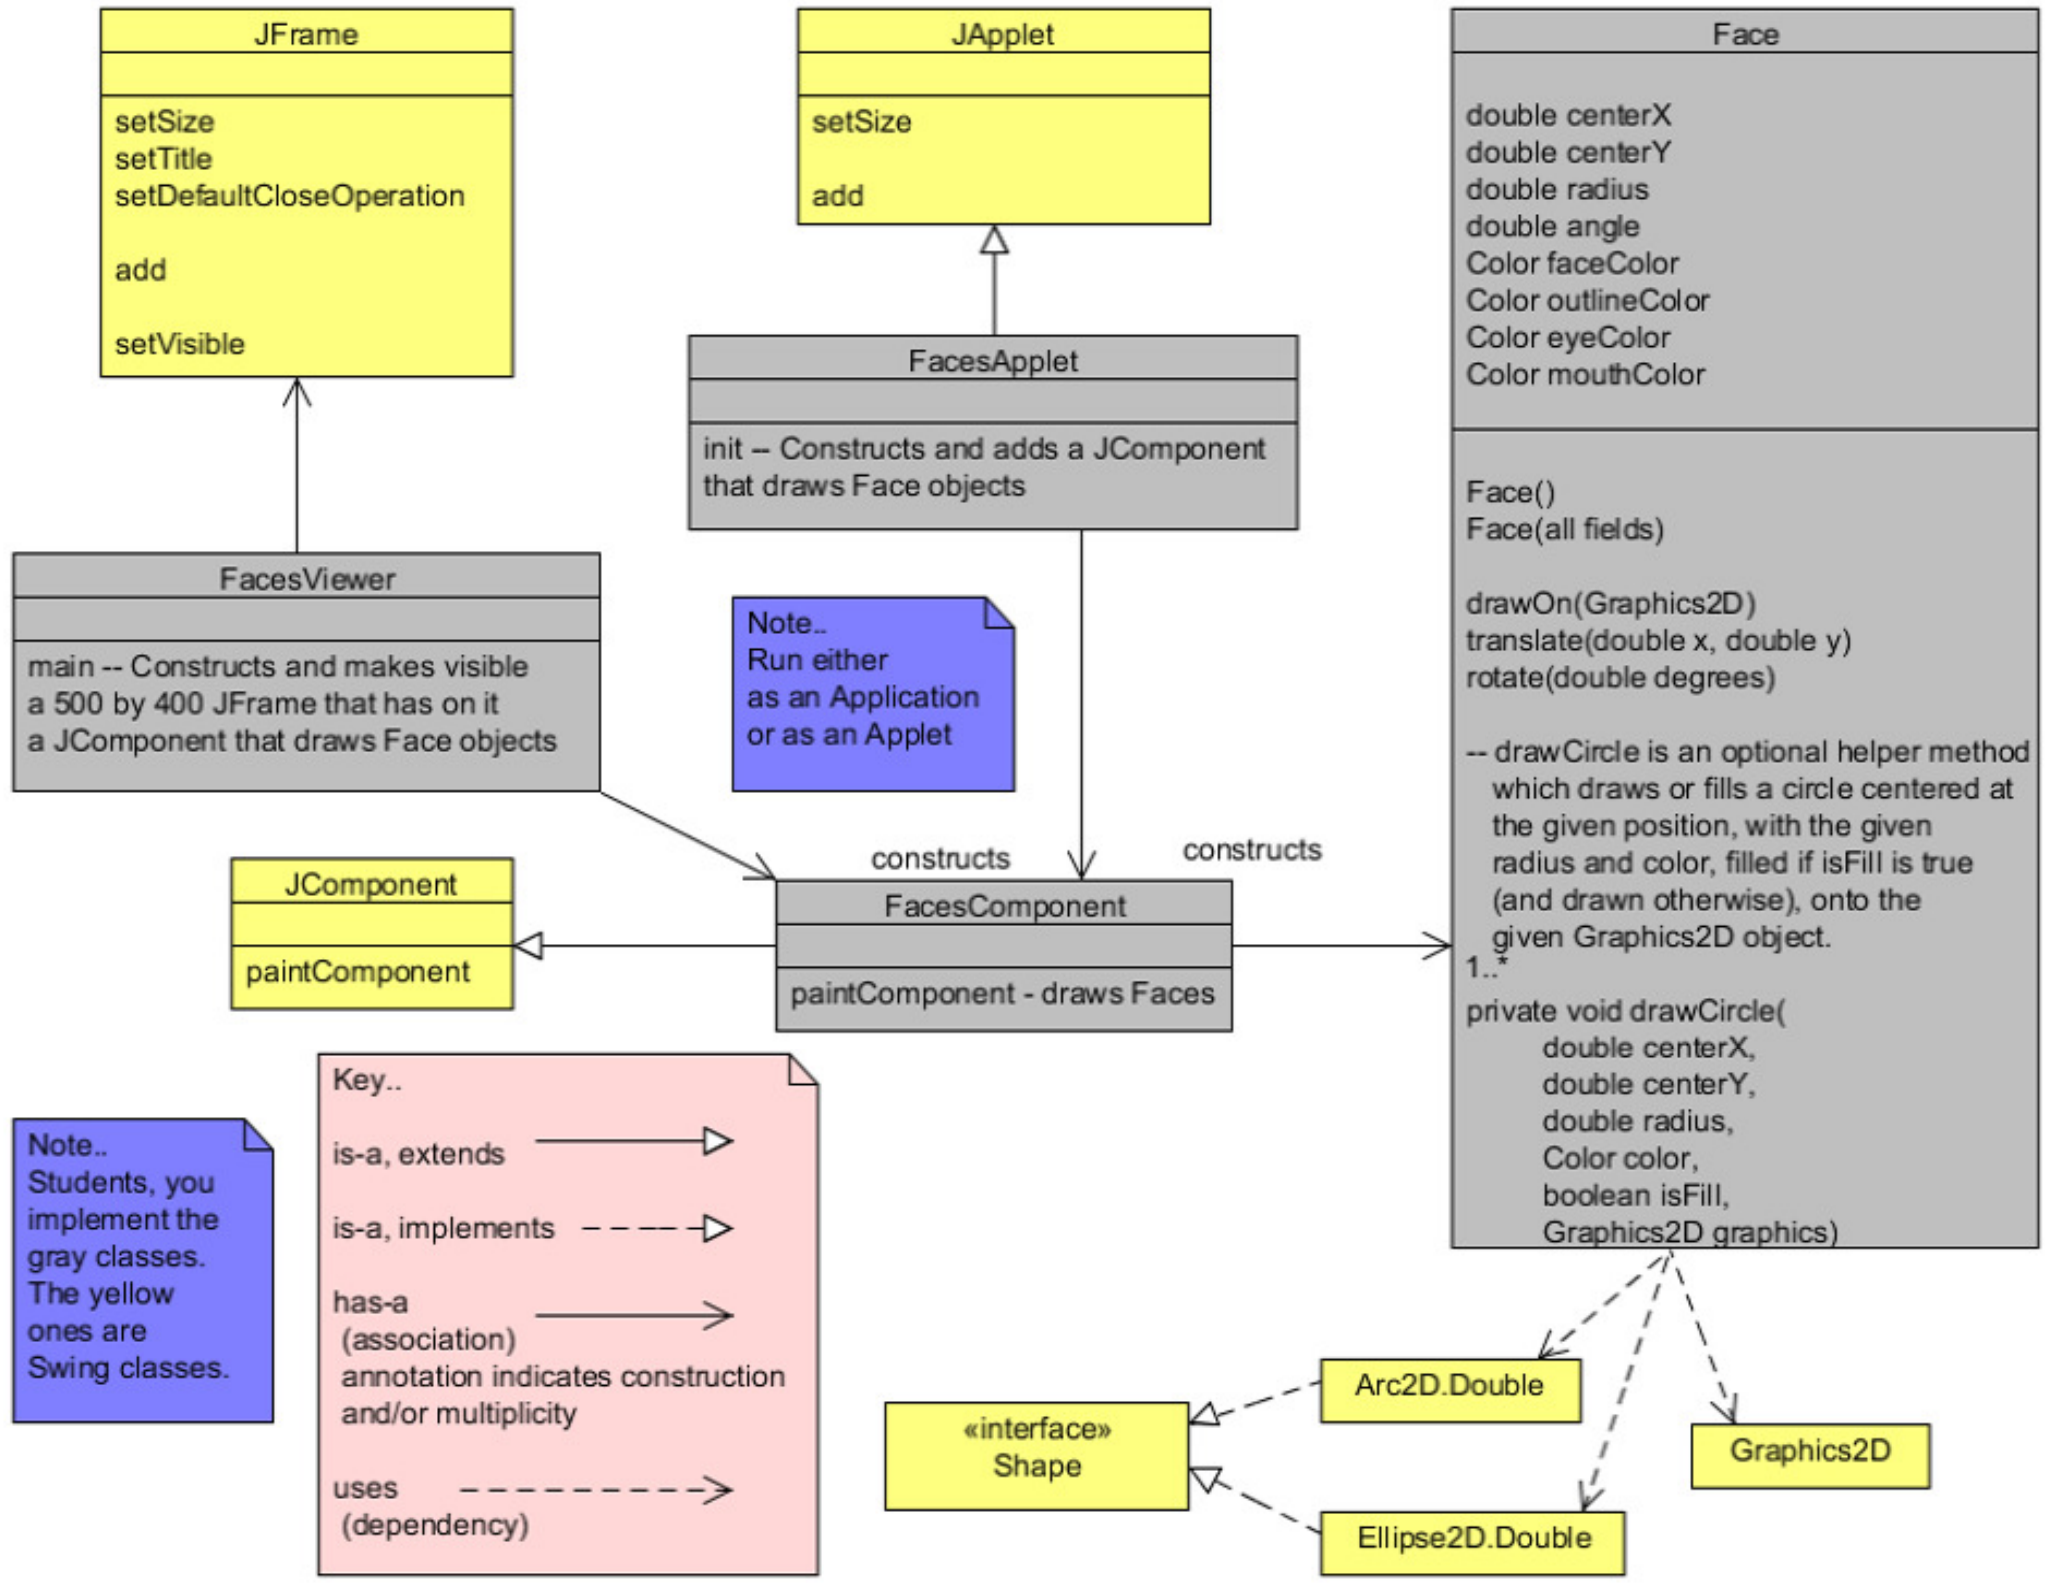 JFrame
setSize
setTitle
setDefaultCloseOperation
add
setVisible
JApplet
setSize
add
Face
double centerX
double centerY
double radius
double angle
Color faceColor
Color outlineColor
Color eyeColor
Color mouthColor
Face()
Face(all fields)
drawOn(Graphics2D)
translate(double x, double y)
rotate(double degrees)
-- drawCircle is an optional helper method
which draws or fills a circle centered at
the given position, with the given
radius and color, filled if isFill is true
(and drawn otherwise), onto the
given Graphics2D object.
1..*
private void drawCircle(
double centerX,
double centerY,
double radius,
Color color,
boolean isFill,
Graphics2D graphics)
FacesApplet
init -- Constructs and adds a JComponent
that draws Face objects
FacesViewer
main -- Constructs and makes visible
a 500 by 400 JFrame that has on it
a JComponent that draws Face objects
Note..
Run either
as an Application
or as an Applet
constructs
constructs
JComponent
paintComponent
FacesComponent
paintComponent - draws Faces
Note..
Students, you
implement the
gray classes.
The yellow
ones are
Swing classes.
Key..
is-a, extends
is-a, implements
has-a
(association)
annotation indicates construction
and/or multiplicity
uses
(dependency)
«interface»
Shape
Arc2D.Double
Ellipse2D.Double
Graphics2D